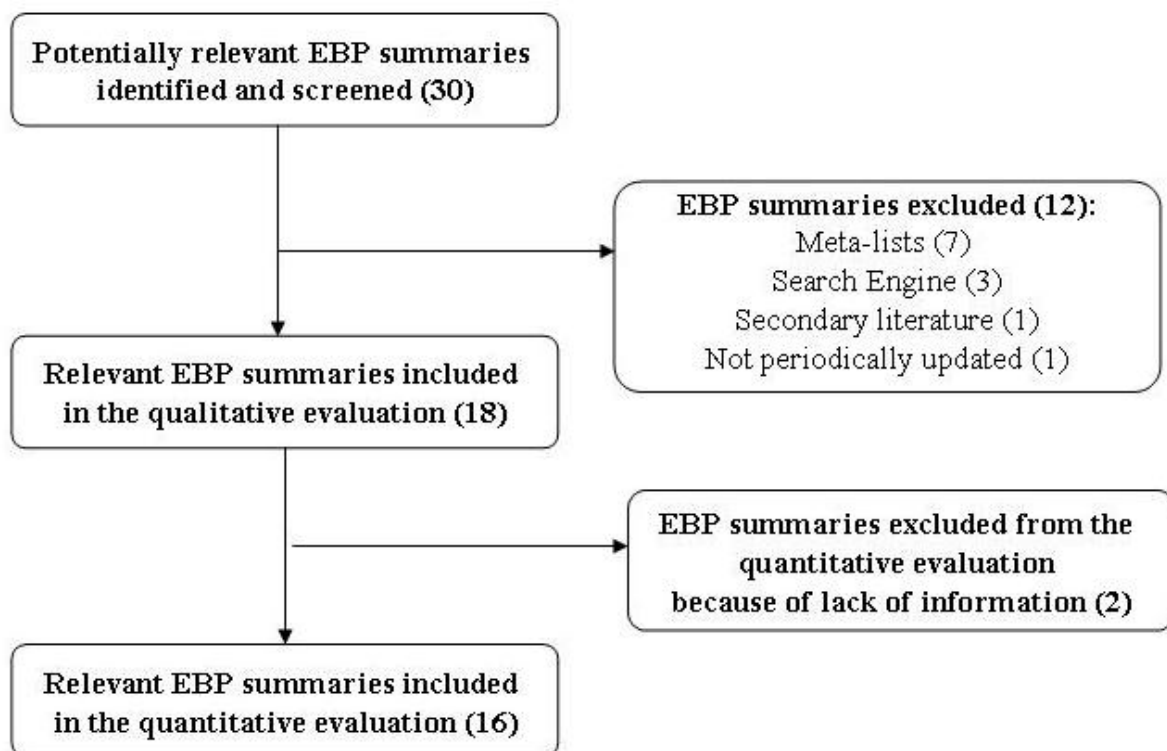 Potentially relevant EBP summaries
identified and screened (30)
EBP summaries excluded (12):
Meta-lists (7)
Search Engine (3)
Secondary literature (1)
Not periodically updated (1)
Relevant EBP summaries included
in the qualitative evaluation (18)
EBP summaries excluded from the
quantitative evaluation
because of lack of information (2)
Relevant EBP summaries included
in the quantitative evaluation (16)